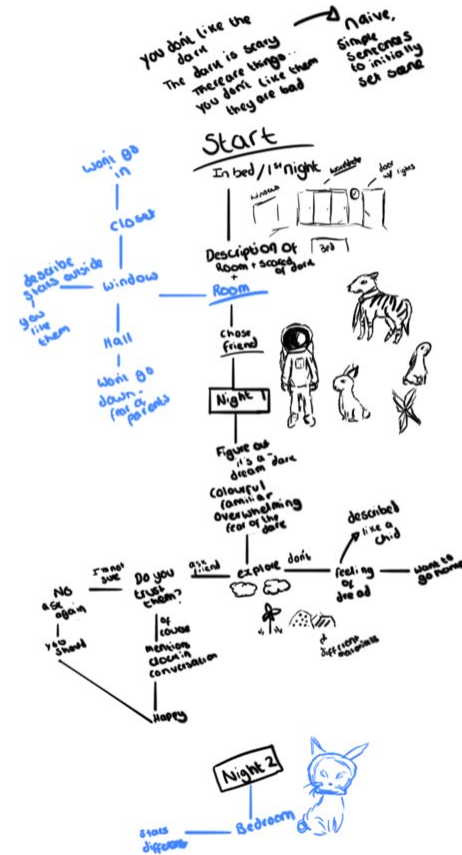 you don't like the
dark
The dark is scary
There are things...
you don't like them
they are bad
naive,
simple
sentences
to initially
set scene
Start
In bed/1st night
window
wardrobe
door
w/ lights
Bed
Description of
Room + scared
of dark
+
Room
won't go
in
closet
window
describe
stars outside
you
like
them
Hall
won't go
down -
fear of
parents
chose
friend
Night 1
Figure out
it's a
dream - dark
colourful
familiar
overwhelming
fear of the
dark
explore
ask
friend
Do you
trust
them?
I'm not
sure
No
ask
again
you
should
of
course
mention
clock in
conversation
Happy
don't
feeling
of
dread
described
like a
chid
want to
go home
different
materials
Night 2
Bedroom
stars
different